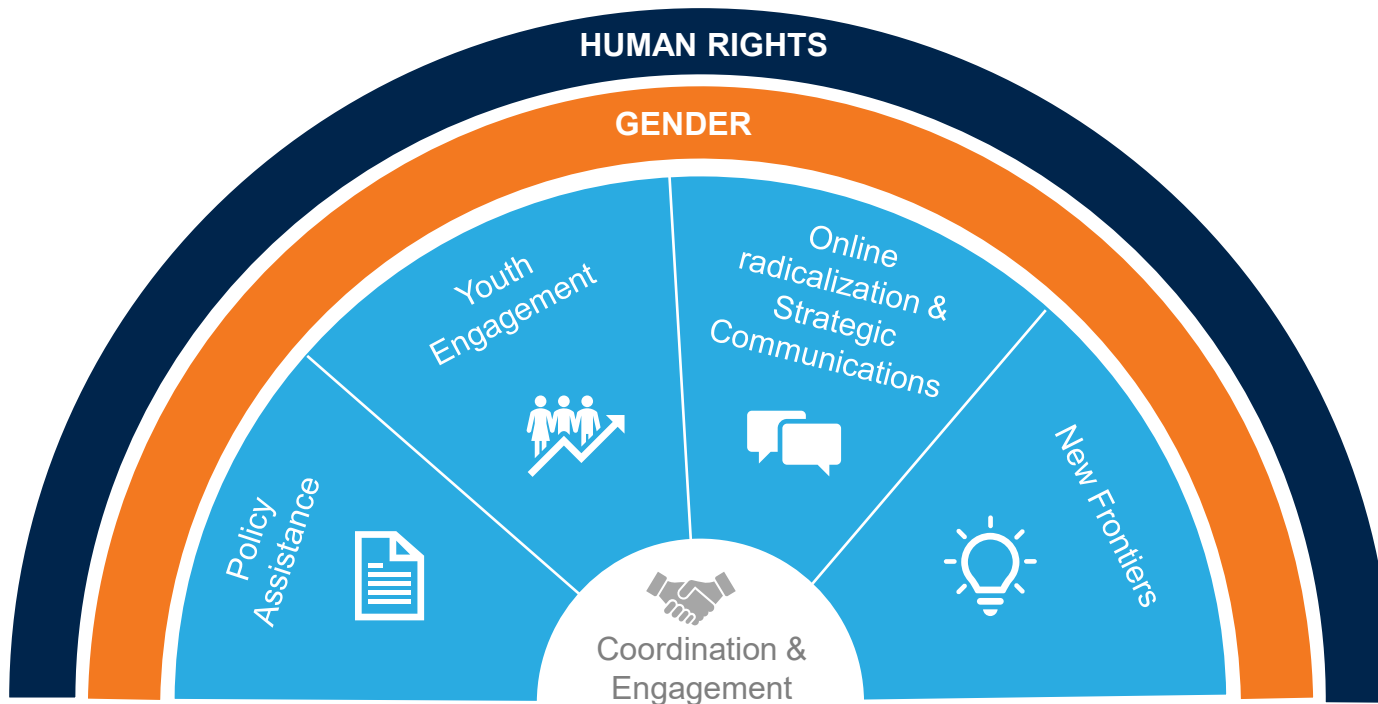 HUMAN RIGHTS
GENDER
Policy
Assistance
Youth
Engagement
Online
radicalization &
Strategic
Communications
New Frontiers
Coordination &
Engagement